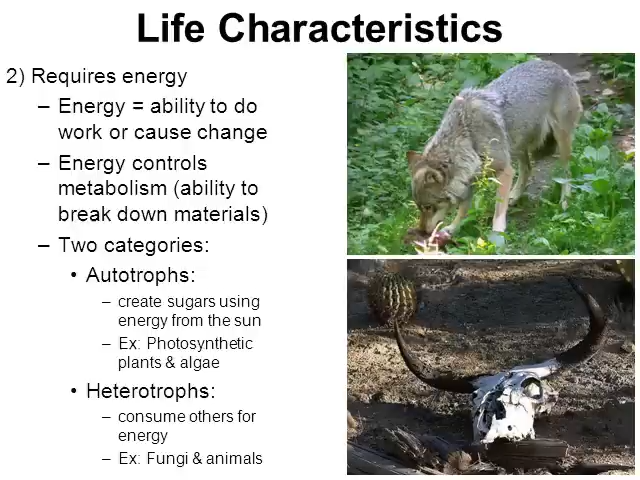 Life Characteristics
2) Requires energy
– Energy = ability to do
work or cause change
– Energy controls
metabolism (ability to
break down materials)
– Two categories:
• Autotrophs:
– create sugars using
energy from the sun
– Ex: Photosynthetic
plants & algae
• Heterotrophs:
– consume others for
energy
– Ex: Fungi & animals